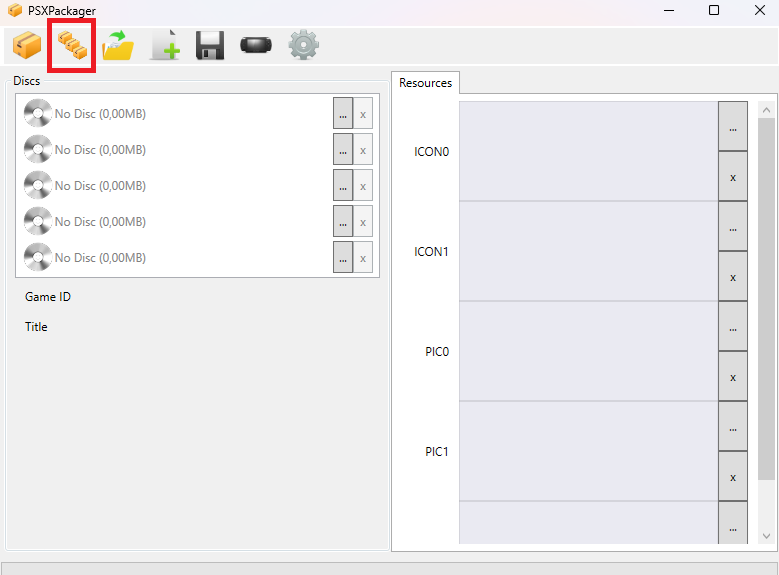 PSXPackager
Discs
No Disc (0,00MB)
... x
No Disc (0,00MB)
... x
No Disc (0,00MB)
... x
No Disc (0,00MB)
... x
No Disc (0,00MB)
... x
Game ID
Title
Resources
ICON0
...
x
ICON1
...
x
PIC0
...
x
PIC1
...
x
...